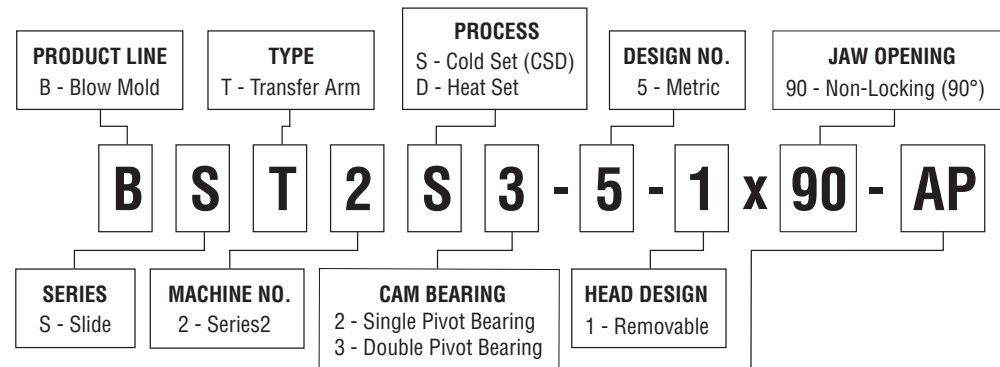 PRODUCT LINE
B - Blow Mold
TYPE
T - Transfer Arm
PROCESS
S - Cold Set (CSD)
D - Heat Set
DESIGN NO.
5 - Metric
JAW OPENING
90 - Non-Locking (90°)
B S T 2 S 3 - 5 - 1 x 90 - AP
SERIES
S - Slide
MACHINE NO.
2 - Series2
CAM BEARING
2 - Single Pivot Bearing
3 - Double Pivot Bearing
HEAD DESIGN
1 - Removable